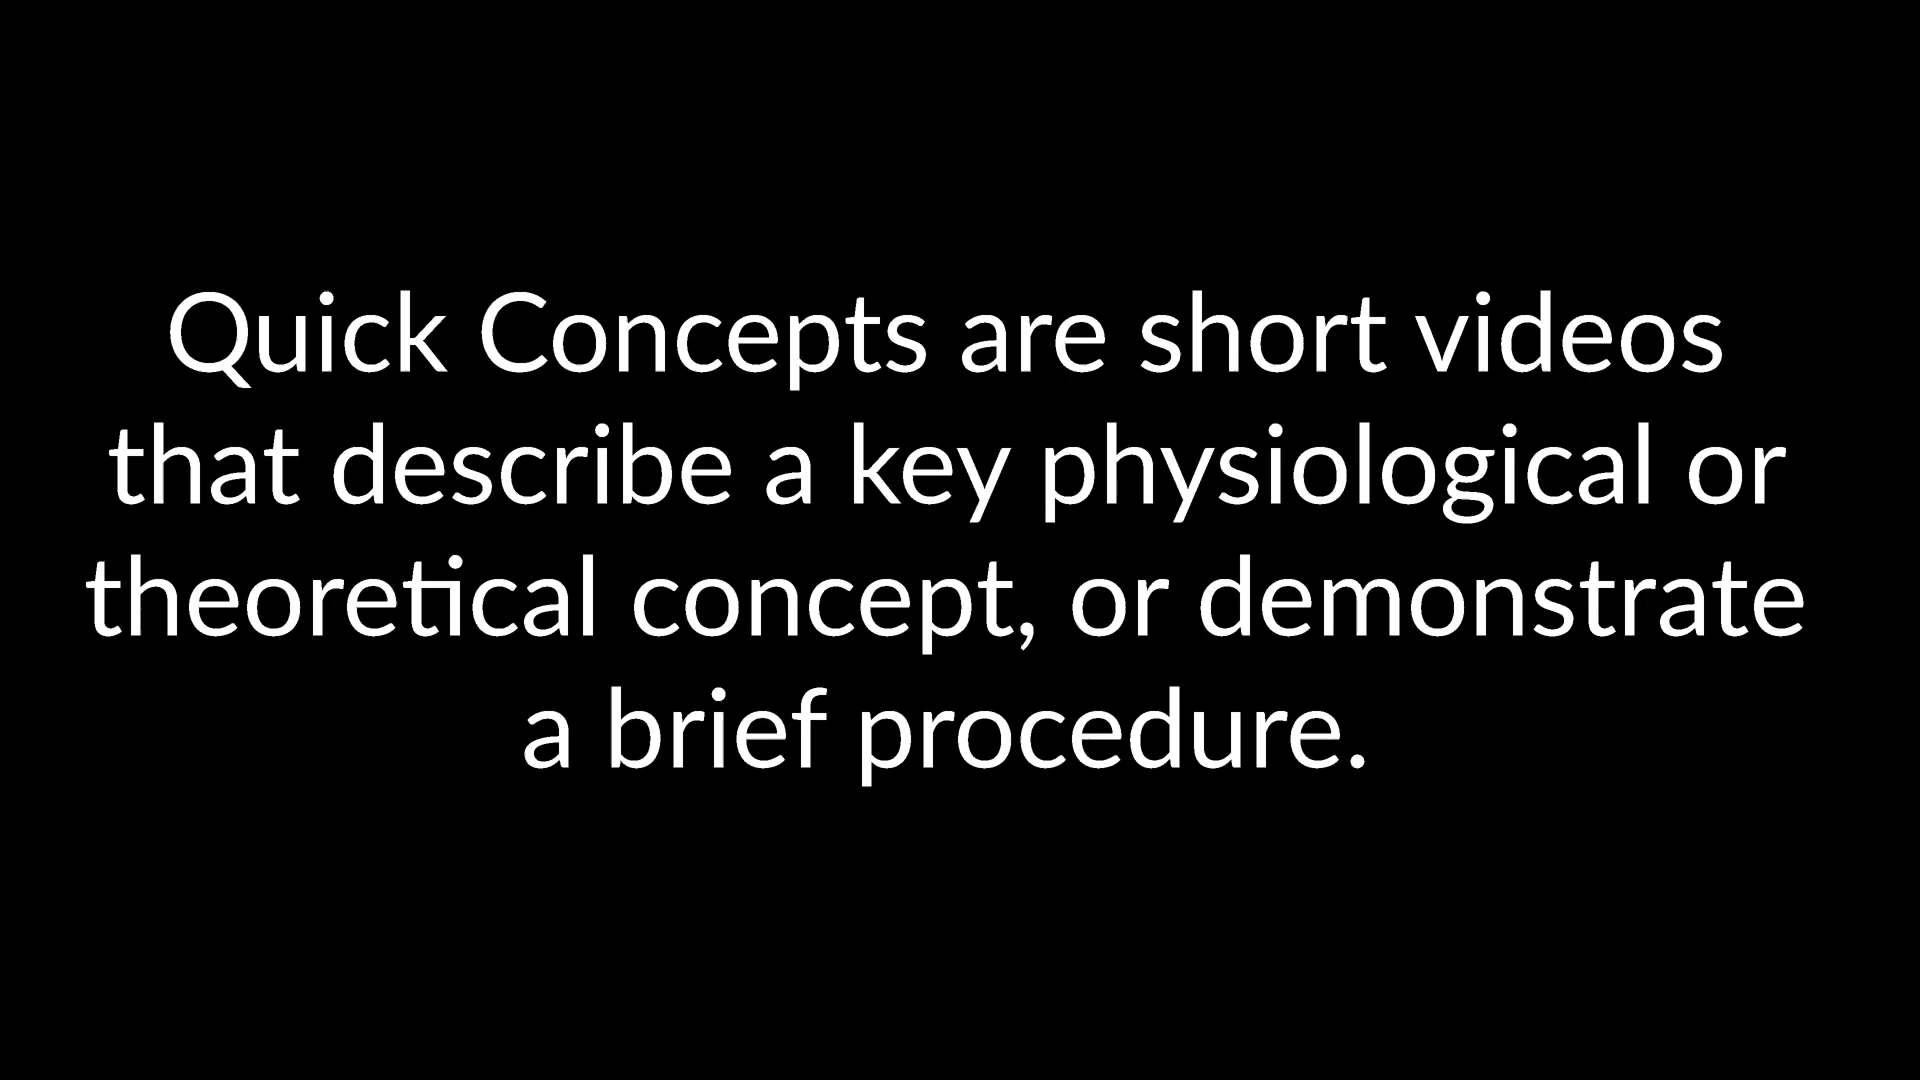 Quick Concepts are short videos
that describe a key physiological or
theoretical concept, or demonstrate
a brief procedure.